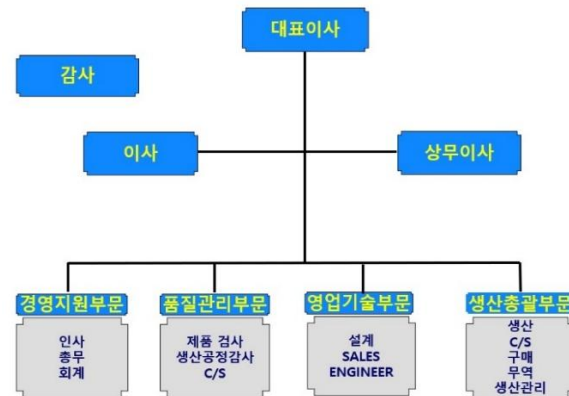 대표이사
감사
이사
상무이사
경영지원부문
인사
총무
회계
품질관리부문
제품 검사
생산공정감사
C/S
영업기술부문
설계
SALES
ENGINEER
생산총괄부문
생산
C/S
구매
무역
생산관리